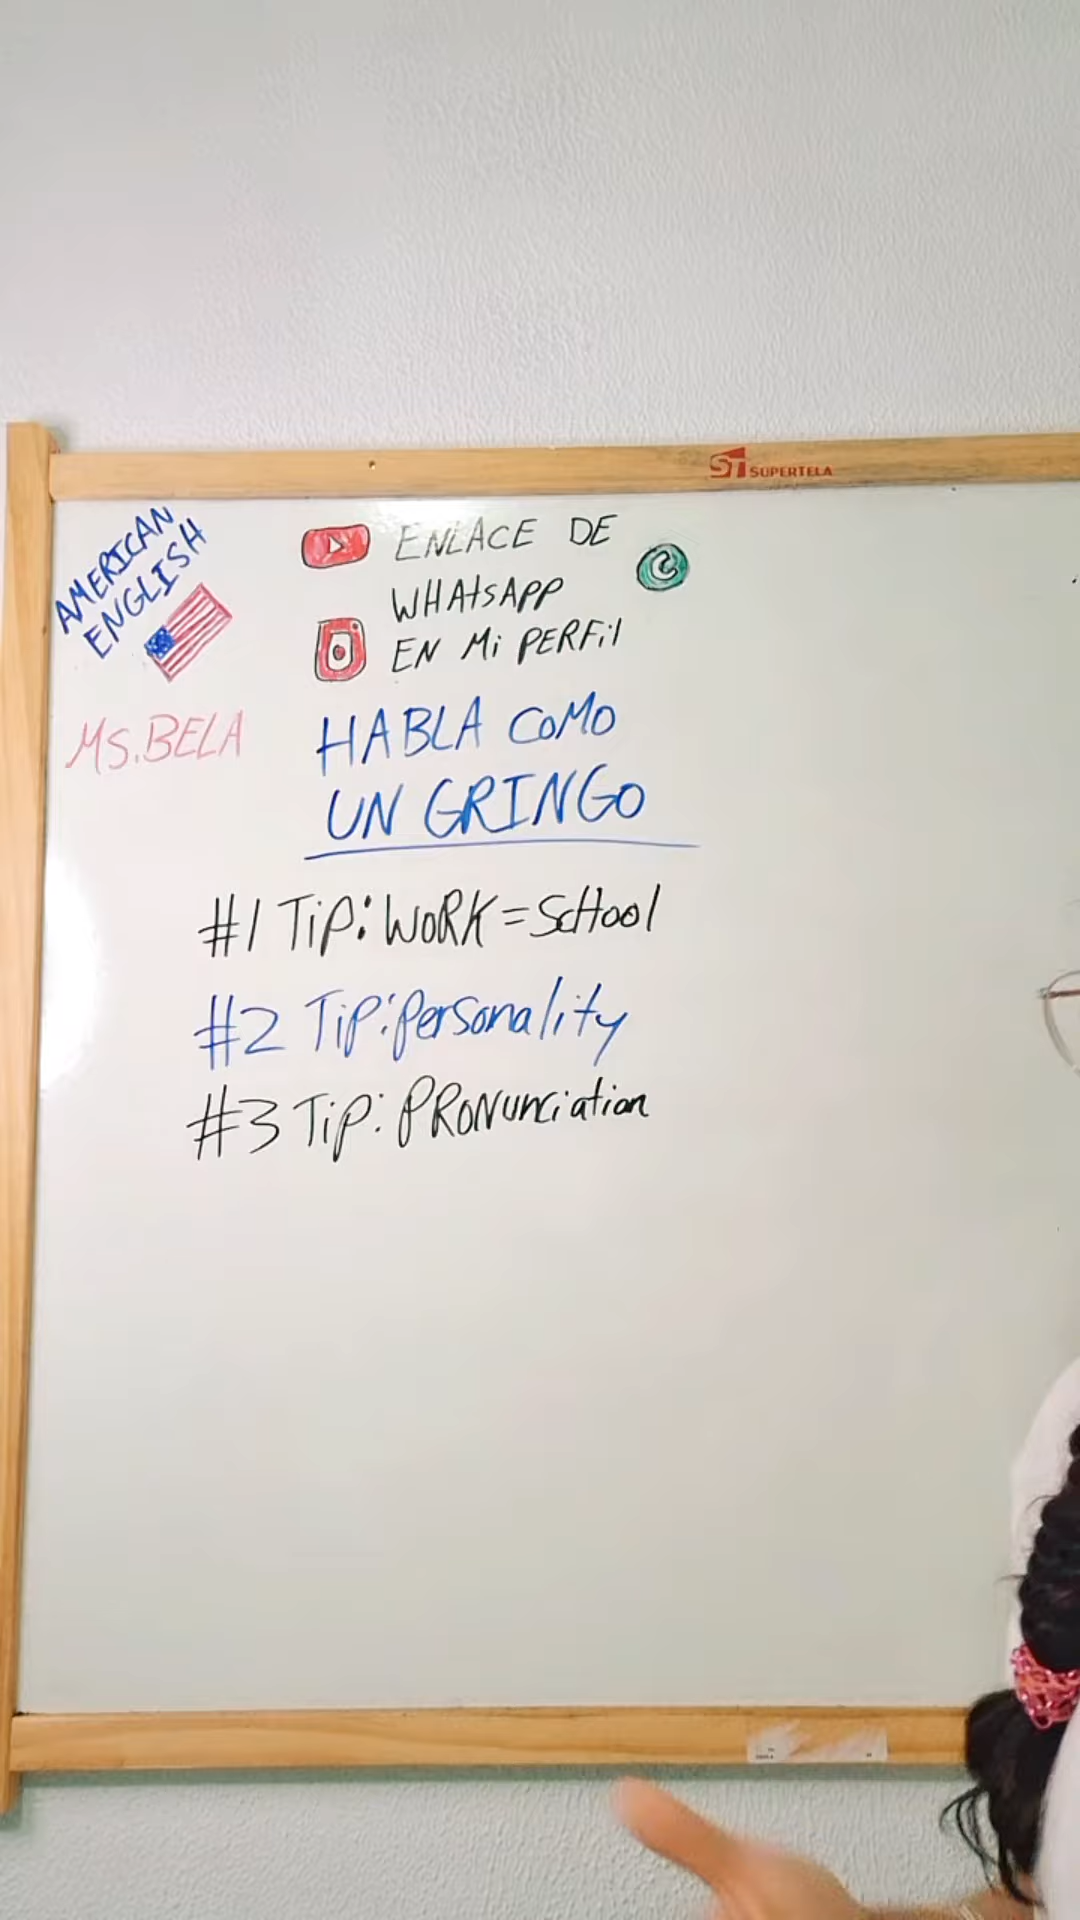 ST SUPERTELA
AMERICAN
ENGLISH
ENLACE DE
WHAtSAPP
EN Mi PERFil
MS.BELA
HABLA COMO
UN GRINGO
#1 TiP: WORK = SCHool
#2 TiP: Personality
#3 TiP: PRONunciation